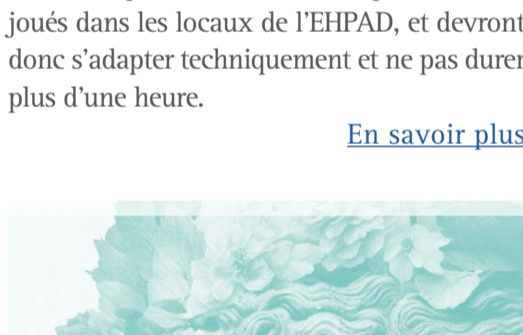 joués dans les locaux de l’EHPAD, et devront
donc s’adapter techniquement et ne pas durer
plus d’une heure.
En savoir plus